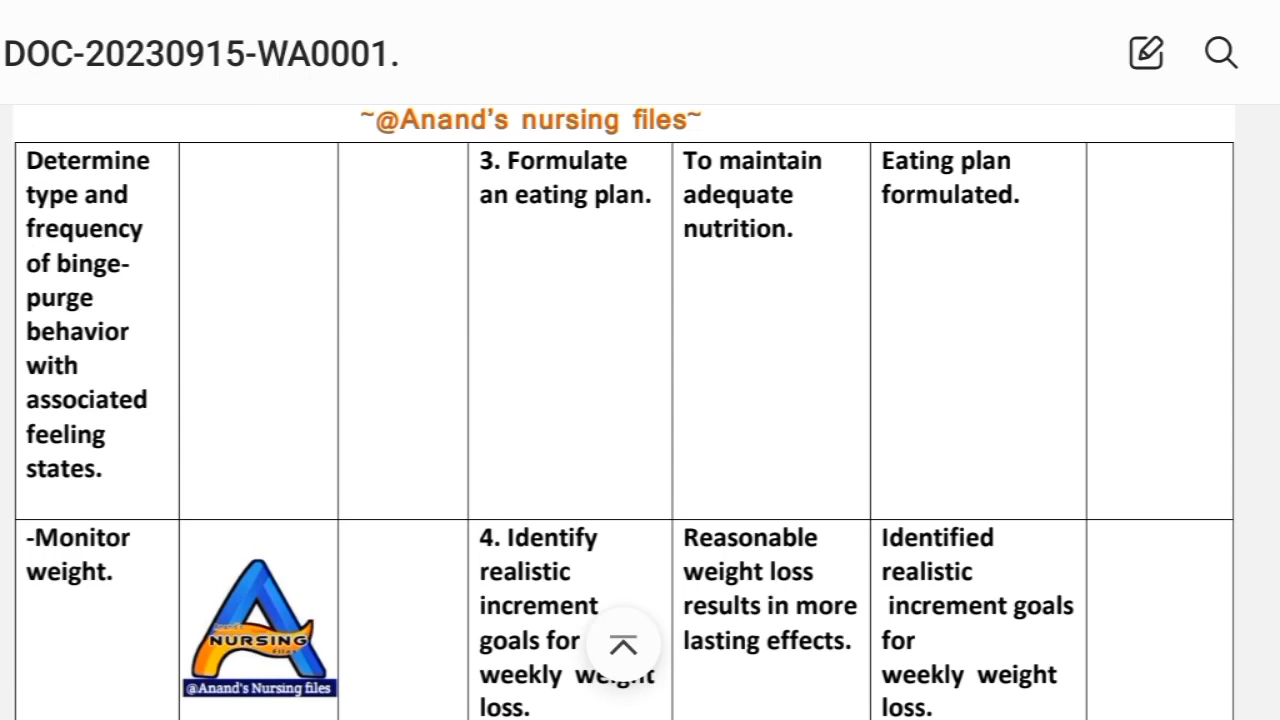 DOC-20230915-WA0001.
~@Anand's nursing files~
Determine
type and
frequency
of binge-
purge
behavior
with
associated
feeling
states.
3. Formulate
an eating plan.
To maintain
adequate
nutrition.
Eating plan
formulated.
-Monitor
weight.
Anand's
NURSING
files
@Anand's Nursing files
4. Identify
realistic
increment
goals for
weekly weight
loss.
Reasonable
weight loss
results in more
lasting effects.
Identified
realistic
increment goals
for
weekly weight
loss.